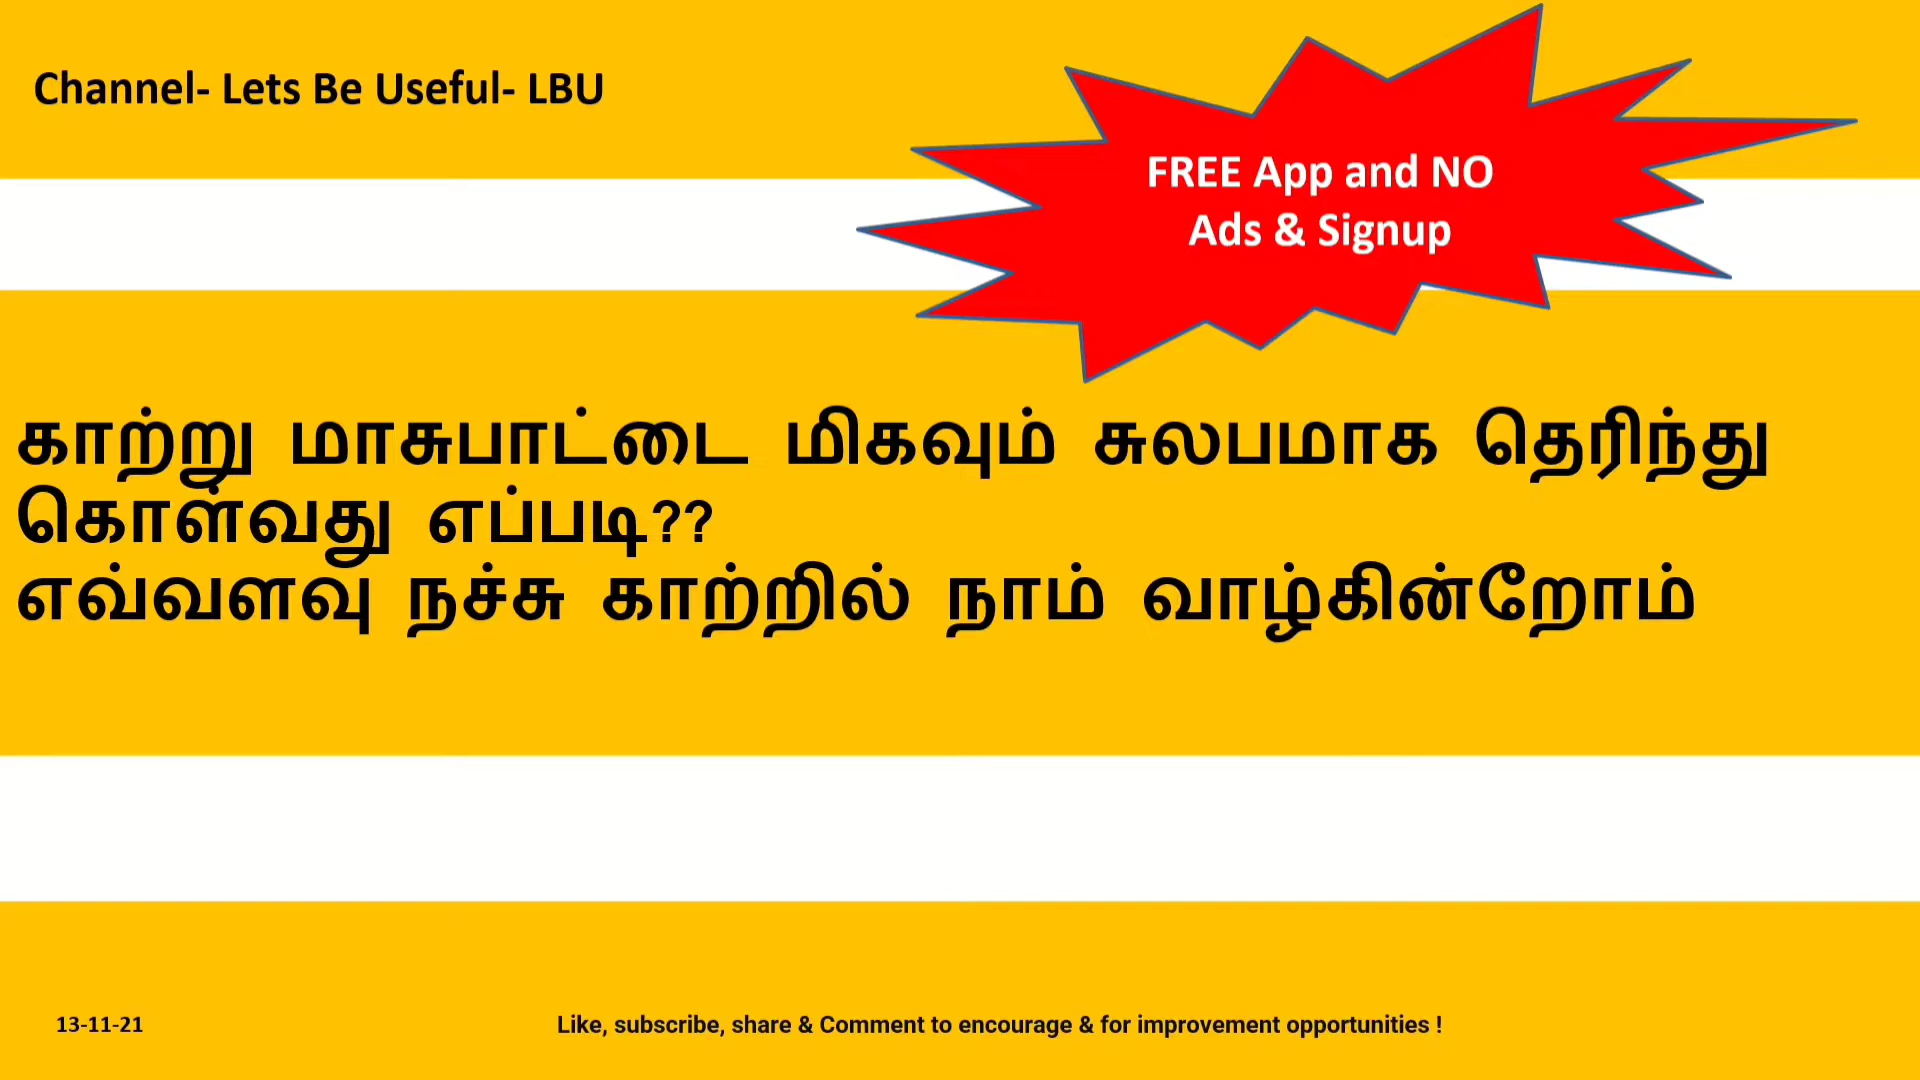 Channel- Lets Be Useful- LBU
FREE App and NO
Ads & Signup
காற்று மாசுபாட்டை மிகவும் சுலபமாக தெரிந்து
கொள்வது எப்படி??
எவ்வளவு நச்சு காற்றில் நாம் வாழ்கின்றோம்
13-11-21
Like, subscribe, share & Comment to encourage & for improvement opportunities !